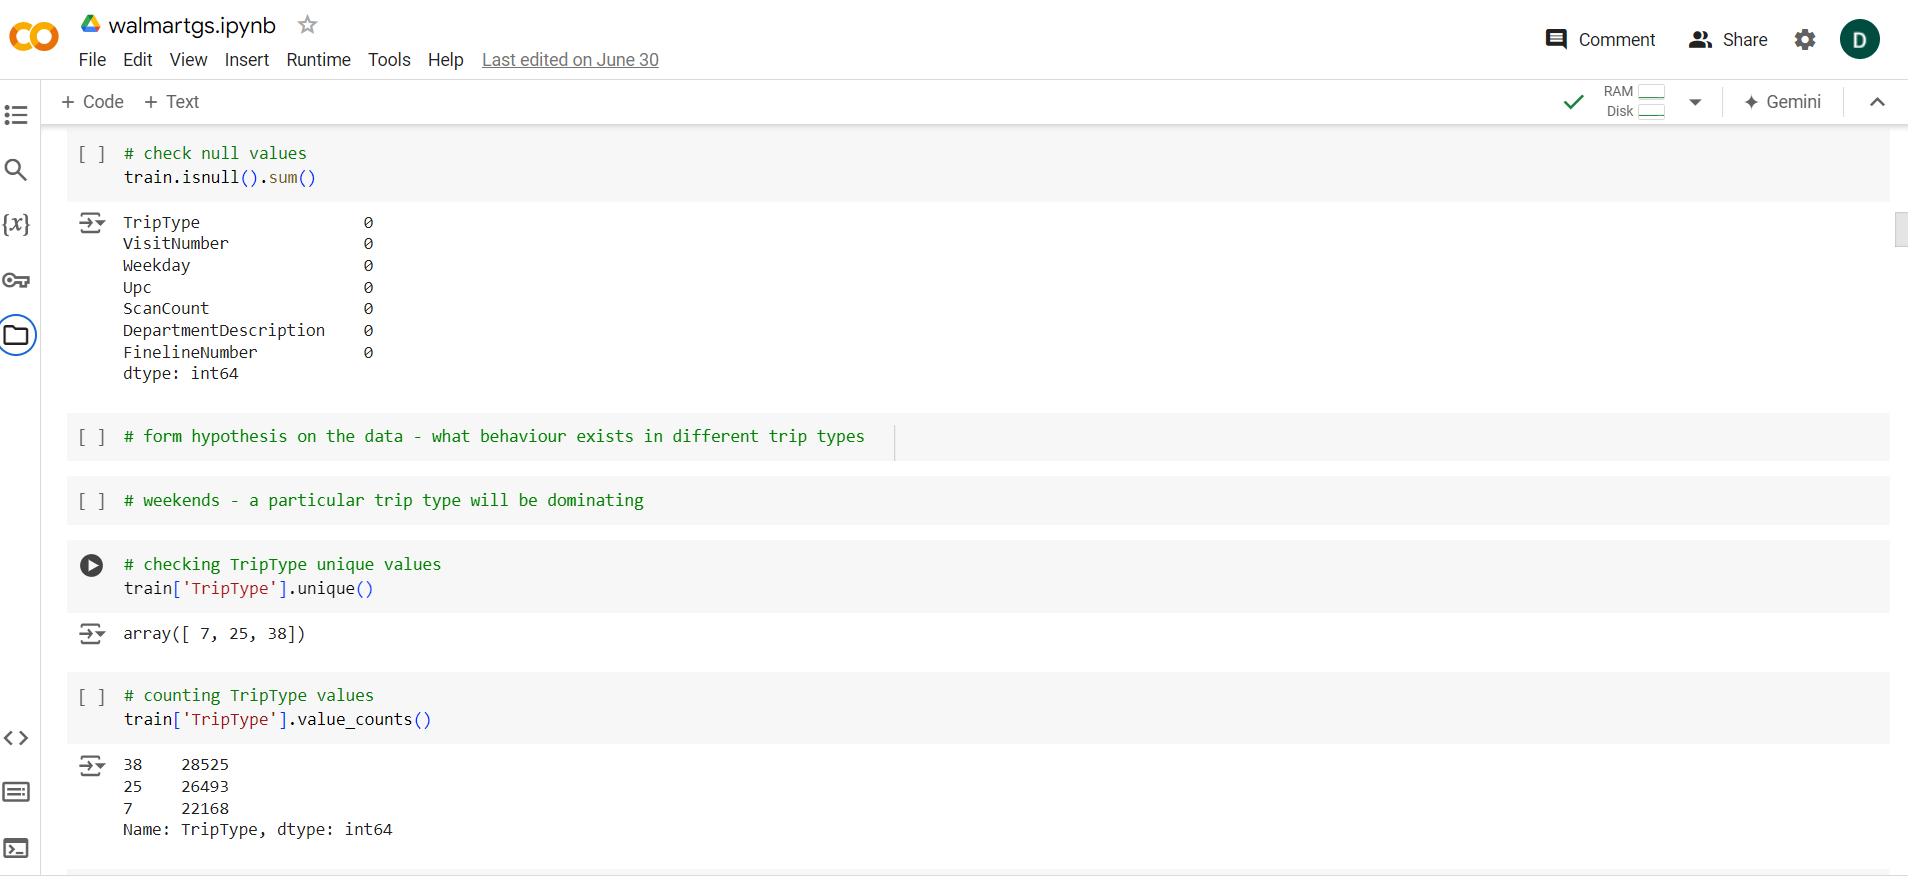 walmartgs.ipynb
File Edit View Insert Runtime Tools Help Last edited on June 30
Comment Share D
+ Code + Text
RAM
Disk
Gemini
[ ] # check null values
train.isnull().sum()
TripType 0
VisitNumber 0
Weekday 0
Upc 0
ScanCount 0
DepartmentDescription 0
FinelineNumber 0
dtype: int64
[ ] # form hypothesis on the data - what behaviour exists in different trip types
[ ] # weekends - a particular trip type will be dominating
# checking TripType unique values
train['TripType'].unique()
array([ 7, 25, 38])
[ ] # counting TripType values
train['TripType'].value_counts()
38 28525
25 26493
7 22168
Name: TripType, dtype: int64
{x}